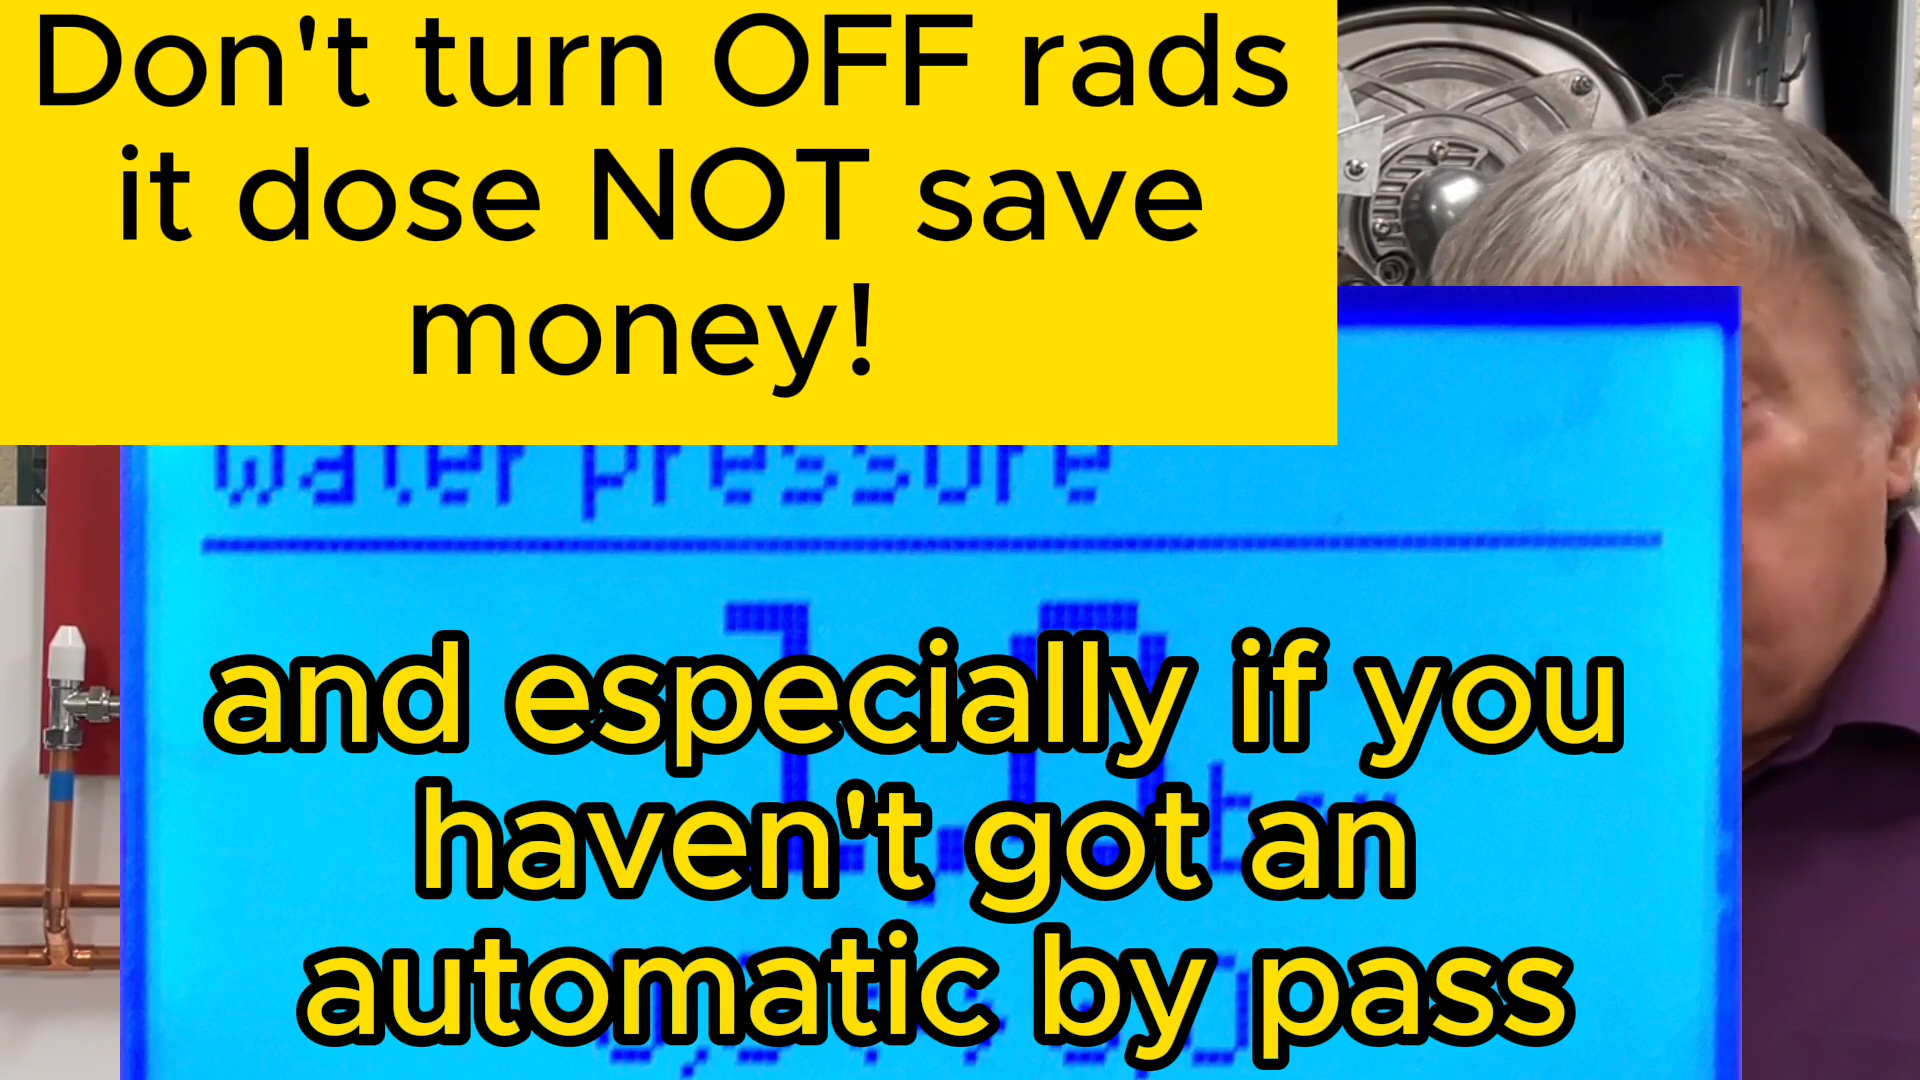 Don't turn OFF rads
it dose NOT save
money!
Water pressure
and especially if you
haven't got an
automatic by pass